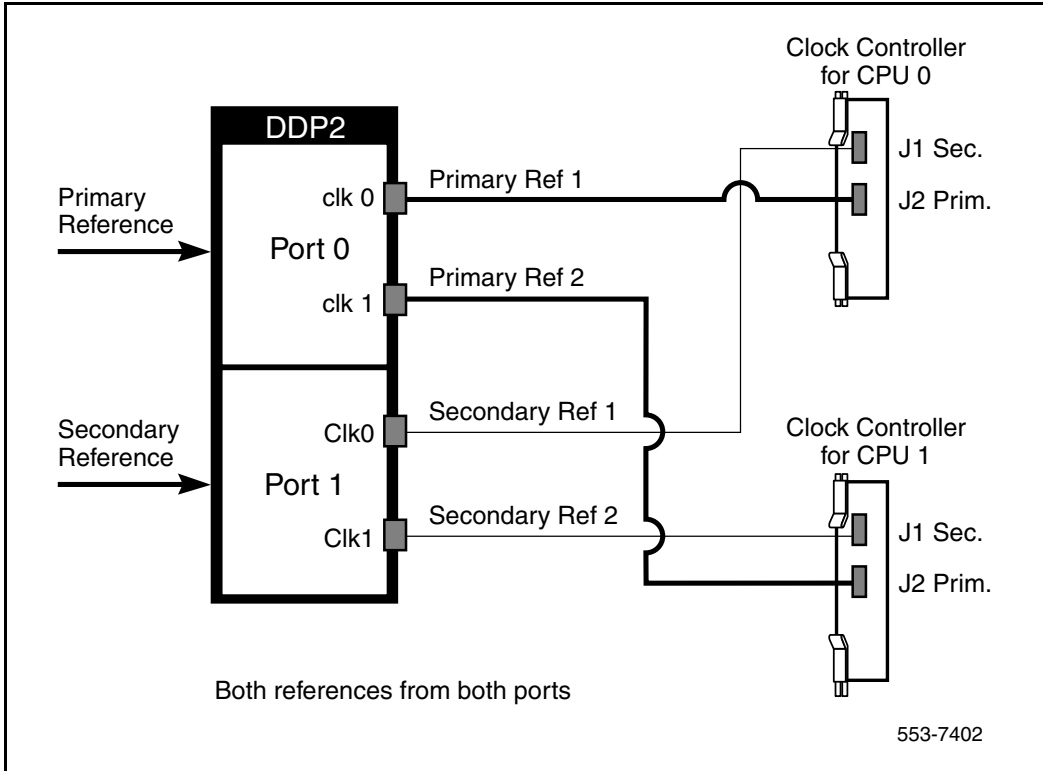 Clock Controller
for CPU 0
DDP2
J1 Sec.
Primary
Reference
clk 0
Primary Ref 1
J2 Prim.
Port 0
clk 1
Primary Ref 2
Secondary
Reference
Clk0
Secondary Ref 1
Clock Controller
for CPU 1
Port 1
Clk1
Secondary Ref 2
J1 Sec.
J2 Prim.
Both references from both ports
553-7402